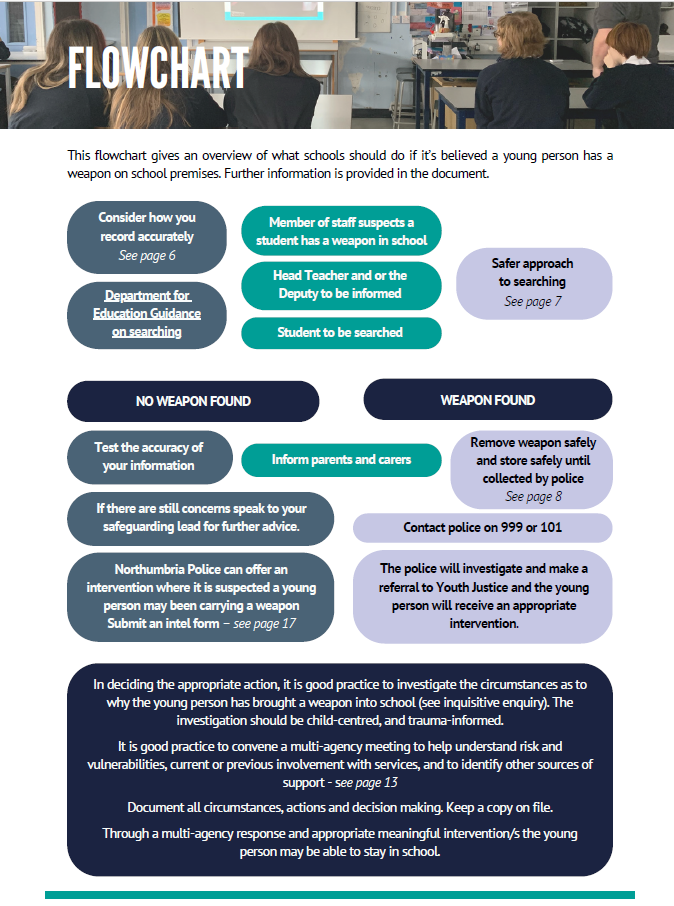 FLOWCHART
This flowchart gives an overview of what schools should do if it's believed a young person has a
weapon on school premises. Further information is provided in the document.
Consider how you
record accurately
See page 6
Department for
Education Guidance
on searching
Member of staff suspects a
student has a weapon in school
Head Teacher and or the
Deputy to be informed
Student to be searched
Safer approach
to searching
See page 7
NO WEAPON FOUND
WEAPON FOUND
Test the accuracy of
your information
Inform parents and carers
Remove weapon safely
and store safely until
collected by police
See page 8
If there are still concerns speak to your
safeguarding lead for further advice.
Contact police on 999 or 101
Northumbria Police can offer an
intervention where it is suspected a young
person may been carrying a weapon
Submit an intel form – see page 17
The police will investigate and make a
referral to Youth Justice and the young
person will receive an appropriate
intervention.
In deciding the appropriate action, it is good practice to investigate the circumstances as to
why the young person has brought a weapon into school (see inquisitive enquiry). The
investigation should be child-centred, and trauma-informed.
It is good practice to convene a multi-agency meeting to help understand risk and
vulnerabilities, current or previous involvement with services, and to identify other sources of
support - see page 13
Document all circumstances, actions and decision making. Keep a copy on file.
Through a multi-agency response and appropriate meaningful intervention/s the young
person may be able to stay in school.